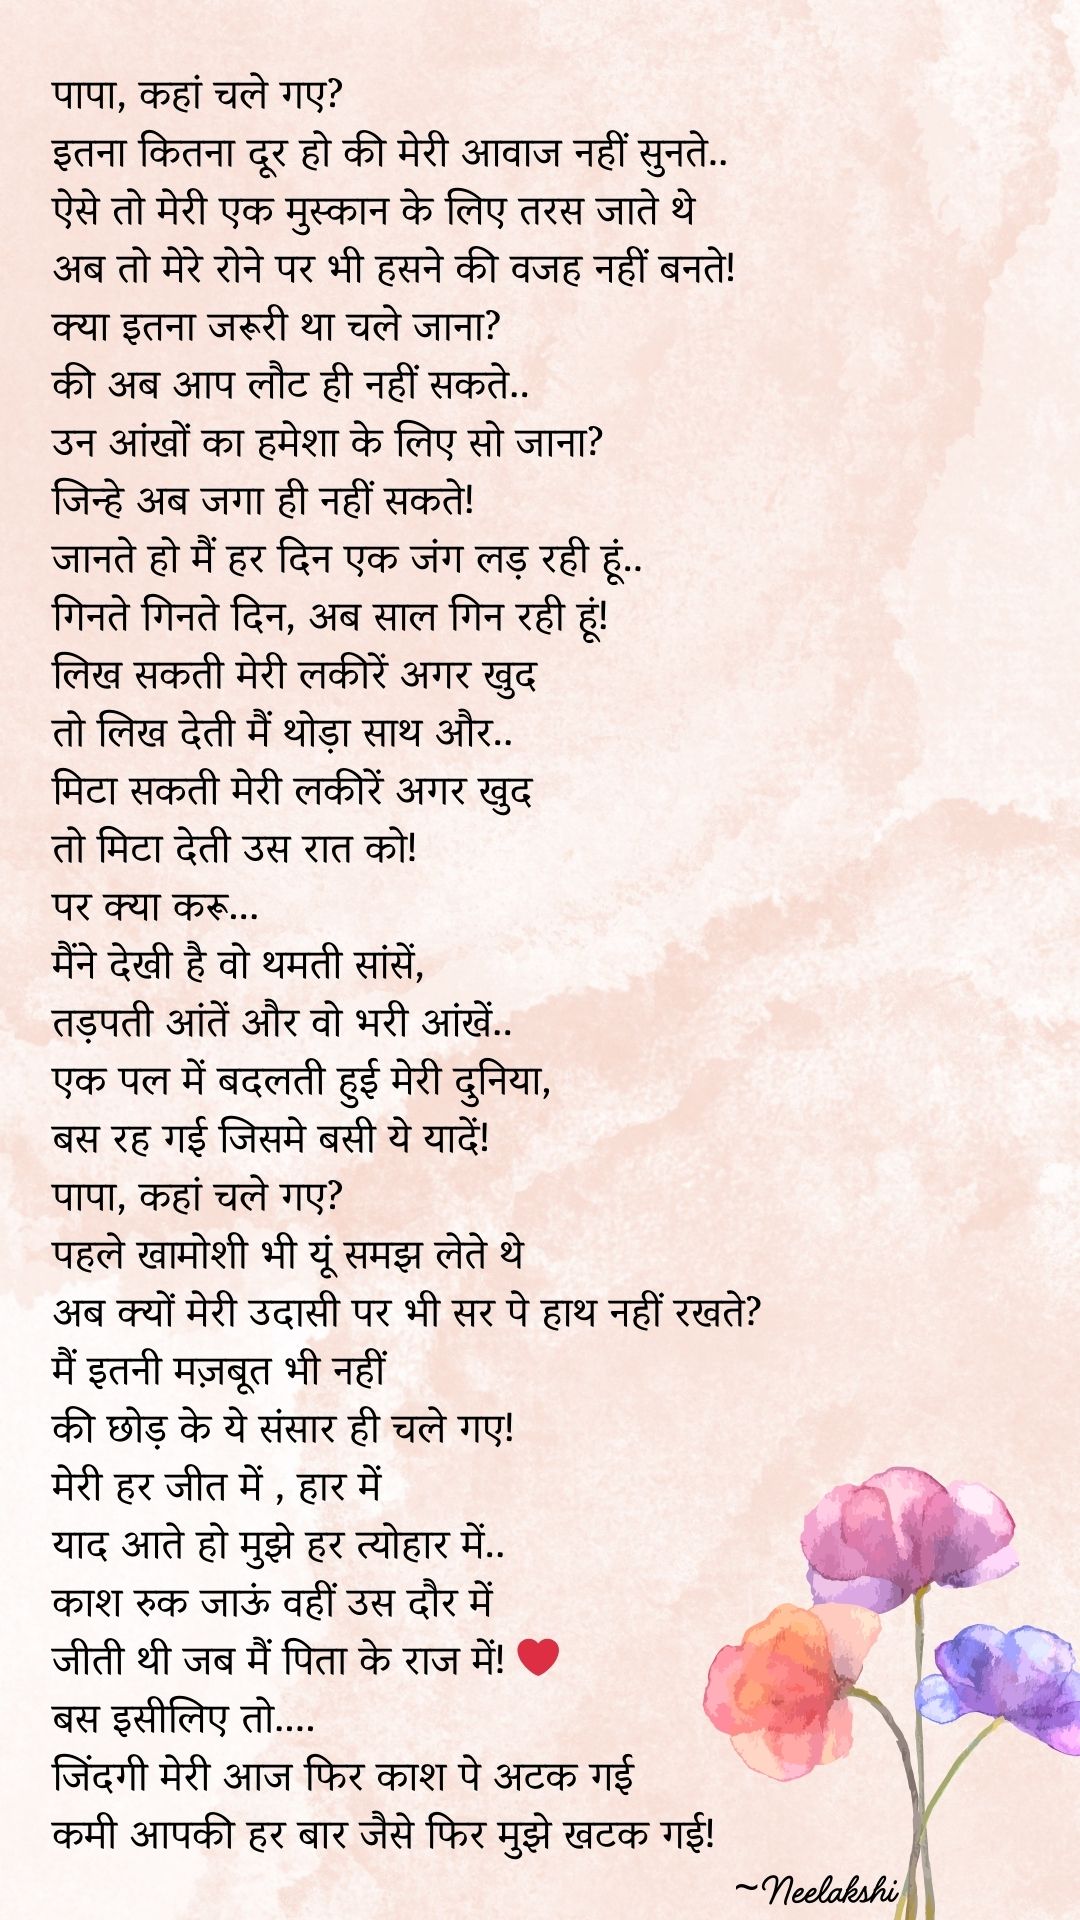 पापा, कहां चले गए?
इतना कितना दूर हो की मेरी आवाज नहीं सुनते..
ऐसे तो मेरी एक मुस्कान के लिए तरस जाते थे
अब तो मेरे रोने पर भी हसने की वजह नहीं बनते!
क्या इतना जरूरी था चले जाना?
की अब आप लौट ही नहीं सकते..
उन आंखों का हमेशा के लिए सो जाना?
जिन्हे अब जगा ही नहीं सकते!
जानते हो मैं हर दिन एक जंग लड़ रही हूं..
गिनते गिनते दिन, अब साल गिन रही हूं!
लिख सकती मेरी लकीरें अगर खुद
तो लिख देती मैं थोड़ा साथ और..
मिटा सकती मेरी लकीरें अगर खुद
तो मिटा देती उस रात को!
पर क्या करू...
मैंने देखी है वो थमती सांसें,
तड़पती आंतें और वो भरी आंखें..
एक पल में बदलती हुई मेरी दुनिया,
बस रह गई जिसमे बसी ये यादें!
पापा, कहां चले गए?
पहले खामोशी भी यूं समझ लेते थे
अब क्यों मेरी उदासी पर भी सर पे हाथ नहीं रखते?
मैं इतनी मज़बूत भी नहीं
की छोड़ के ये संसार ही चले गए!
मेरी हर जीत में , हार में
याद आते हो मुझे हर त्योहार में..
काश रुक जाऊं वहीं उस दौर में
जीती थी जब मैं पिता के राज में! ❤️
बस इसीलिए तो....
जिंदगी मेरी आज फिर काश पे अटक गई
कमी आपकी हर बार जैसे फिर मुझे खटक गई!
~Neelakshi